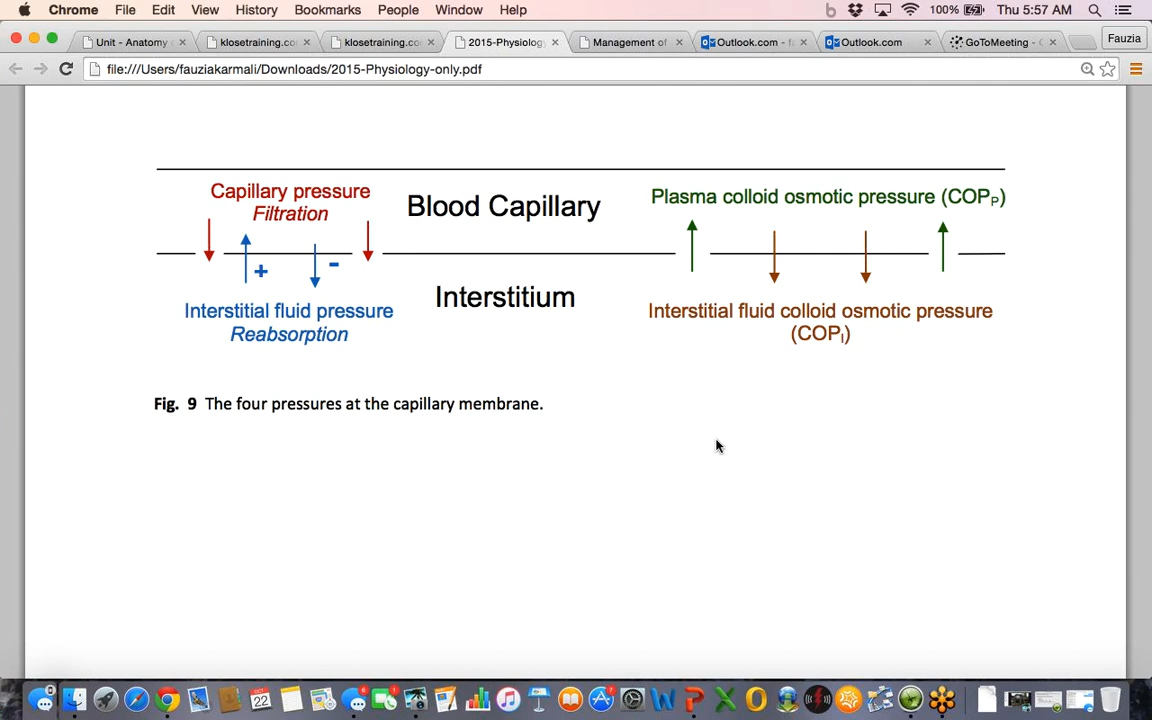 Chrome File Edit View History Bookmarks People Window Help 100% Thu 5:57 AM
Unit - Anatomy klosetraining.co klosetraining.co 2015-Physiology Management of Outlook.com - f Outlook.com GoToMeeting - C Fauzia
file:///Users/fauziakarmali/Downloads/2015-Physiology-only.pdf
Capillary pressure
Filtration
Blood Capillary
Plasma colloid osmotic pressure (COPP)
+ -
Interstitial fluid pressure
Reabsorption
Interstitium
Interstitial fluid colloid osmotic pressure
(COPI)
Fig. 9 The four pressures at the capillary membrane.
OCT
22